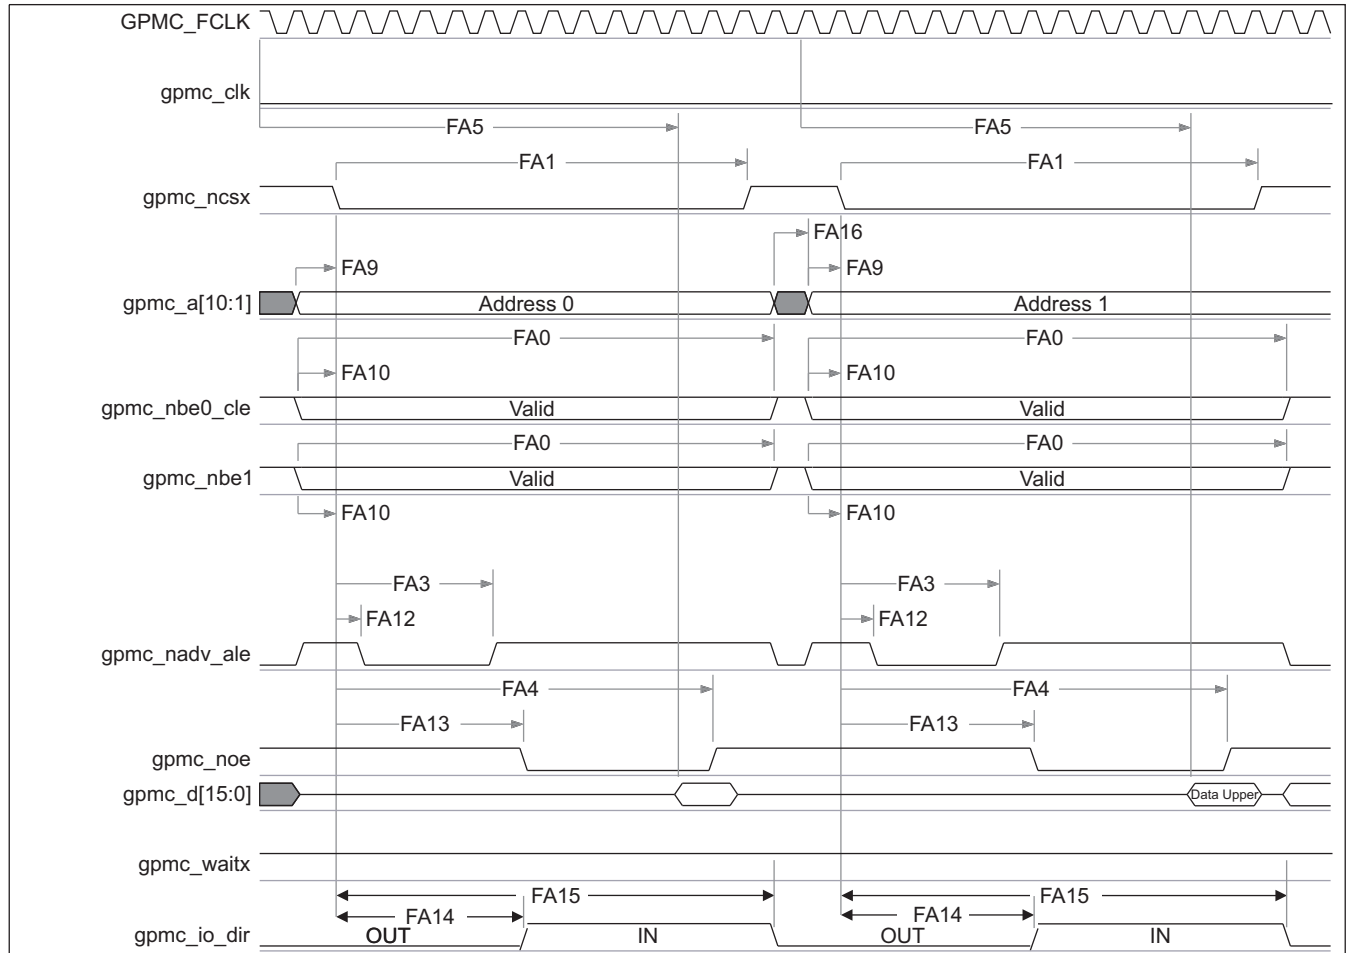 GPMC_FCLK
gpmc_clk
FA5 FA5
FA1 FA1
gpmc_ncsx
FA16
FA9 FA9
gpmc_a[10:1] Address 0 Address 1
FA0 FA0
FA10 FA10
gpmc_nbe0_cle Valid Valid
FA0 FA0
gpmc_nbe1 Valid Valid
FA10 FA10
FA3 FA3
FA12 FA12
gpmc_nadv_ale
FA4 FA4
FA13 FA13
gpmc_noe
gpmc_d[15:0] Data Upper
gpmc_waitx
FA15 FA15
FA14 FA14
gpmc_io_dir OUT IN OUT IN